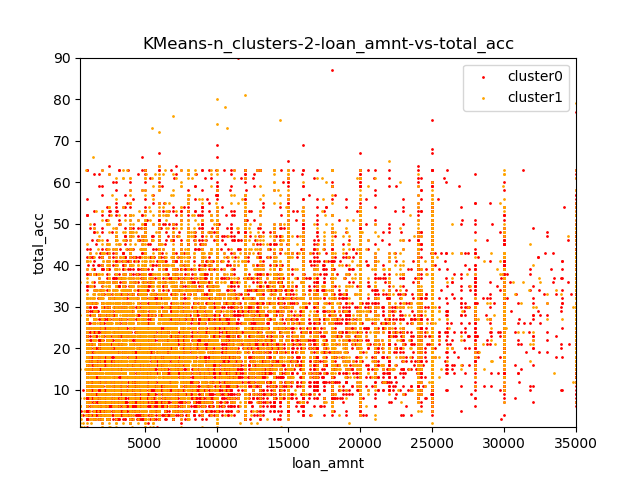 KMeans-n_clusters-2-loan_amnt-vs-total_acc
cluster0
cluster1
total_acc
90
80
70
60
50
40
30
20
10
5000 10000 15000 20000 25000 30000 35000
loan_amnt